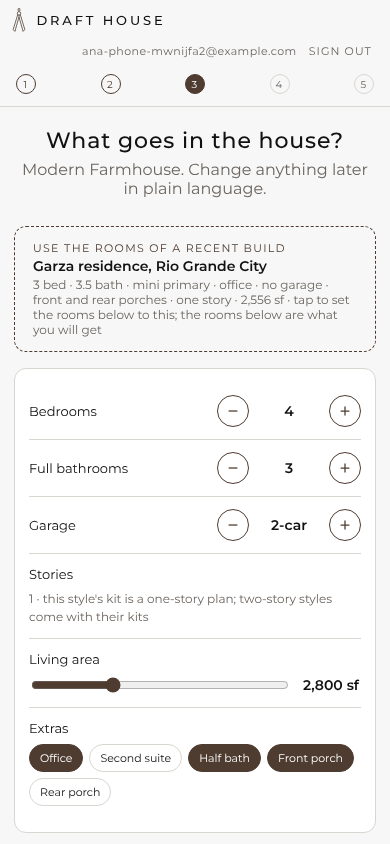 DRAFT HOUSE
ana-phone-mwnijfa2@example.com SIGN OUT
1 2 3 4 5
What goes in the house?
Modern Farmhouse. Change anything later
in plain language.
USE THE ROOMS OF A RECENT BUILD
Garza residence, Rio Grande City
3 bed · 3.5 bath · mini primary · office · no garage ·
front and rear porches · one story · 2,556 sf · tap to set
the rooms below to this; the rooms below are what
you will get
Bedrooms − 4 +
Full bathrooms − 3 +
Garage − 2-car +
Stories
1 · this style's kit is a one-story plan; two-story styles
come with their kits
Living area
2,800 sf
Extras
Office Second suite Half bath Front porch
Rear porch